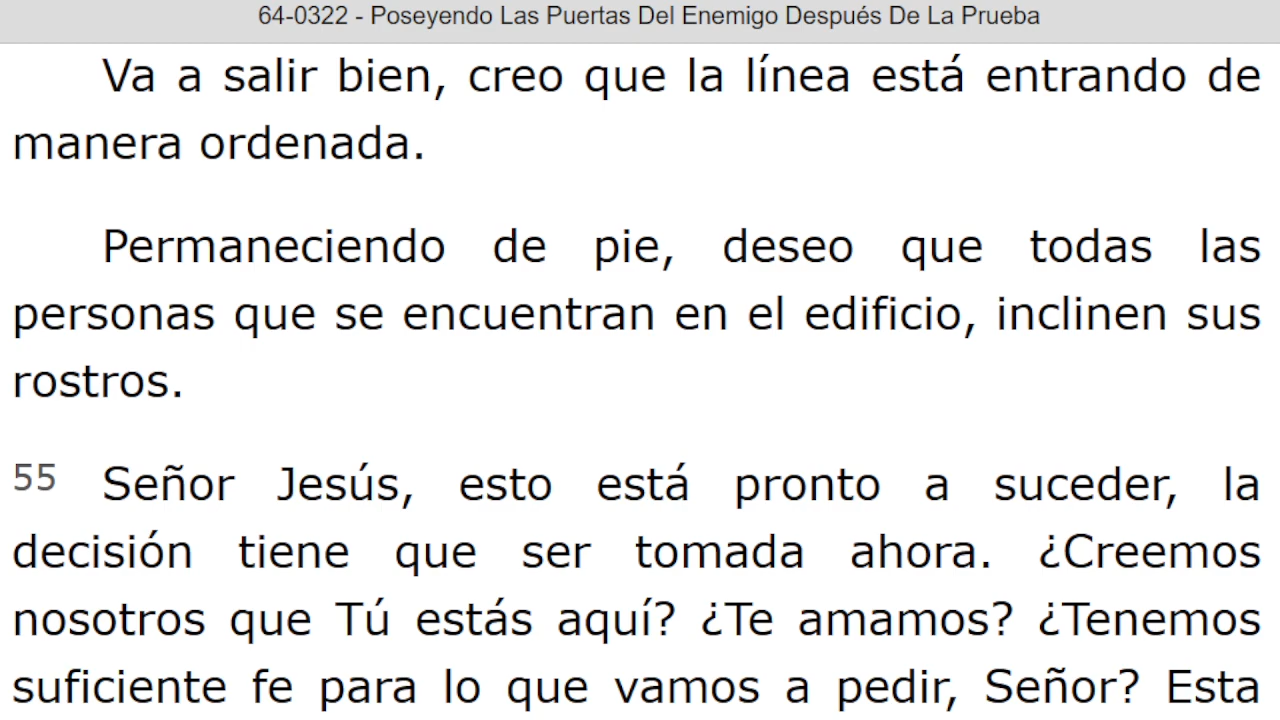 64-0322 - Poseyendo Las Puertas Del Enemigo Después De La Prueba
Va a salir bien, creo que la línea está entrando de
manera ordenada.
Permaneciendo de pie, deseo que todas las
personas que se encuentran en el edificio, inclinen sus
rostros.
55 Señor Jesús, esto está pronto a suceder, la
decisión tiene que ser tomada ahora. ¿Creemos
nosotros que Tú estás aquí? ¿Te amamos? ¿Tenemos
suficiente fe para lo que vamos a pedir, Señor? Esta